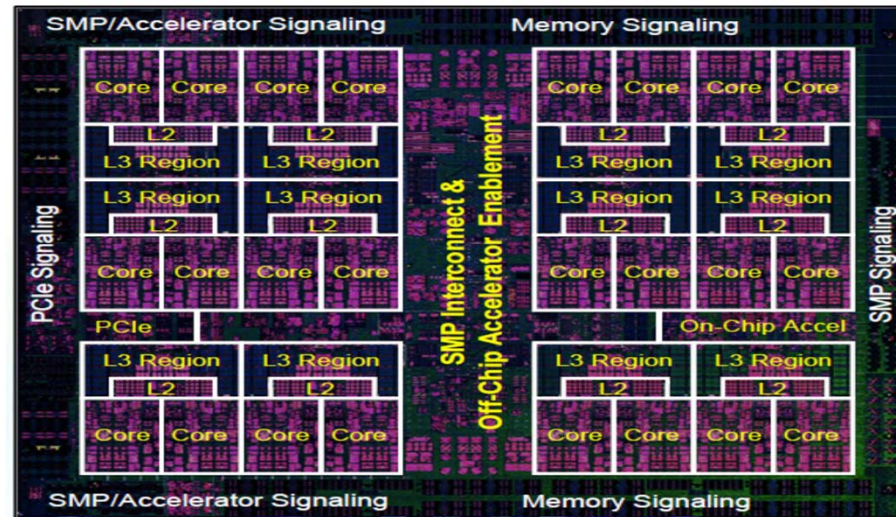 SMP/Accelerator Signaling
Memory Signaling
Core Core Core Core
Core Core Core Core
L2 L2
L2 L2
L3 Region L3 Region
L3 Region L3 Region
L3 Region L3 Region
L3 Region L3 Region
L2 L2
L2 L2
Core Core Core Core
Core Core Core Core
PCIe Signaling
SMP Interconnect &
Off-Chip Accelerator Enablement
SMP Signaling
PCIe
On-Chip Accel
L3 Region L3 Region
L3 Region L3 Region
L2 L2
L2 L2
Core Core Core Core
Core Core Core Core
SMP/Accelerator Signaling
Memory Signaling